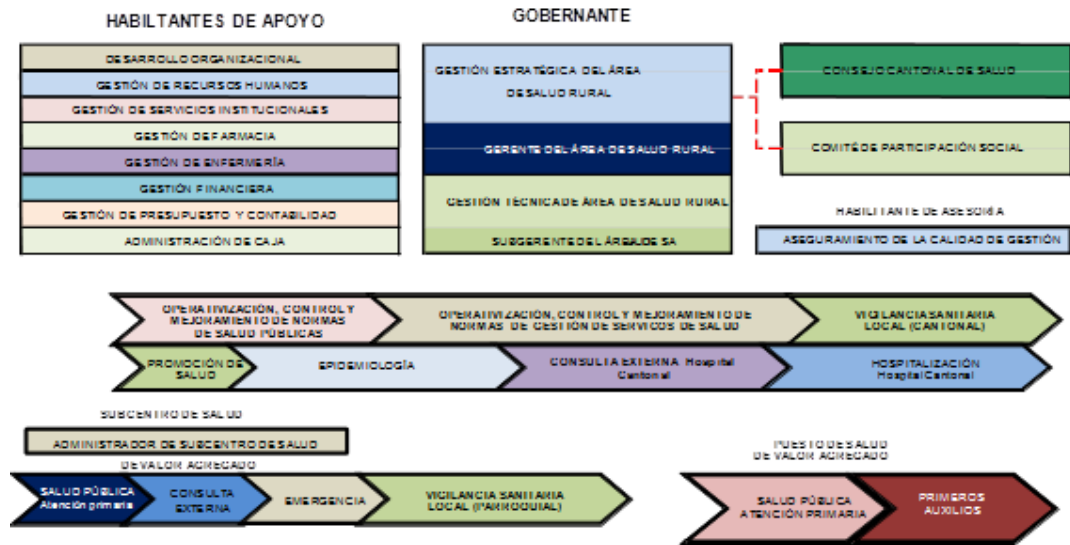 HABILTANTES DE APOYO
DESARROLLO ORGANIZACIONAL
GESTIÓN DE RECURSOS HUMANOS
GESTIÓN DE SERVICIOS INSTITUCIONALES
GESTIÓN DE FARMACIA
GESTIÓN DE ENFERMERÍA
GESTIÓN FINANCIERA
GESTIÓN DE PRESUPUESTO Y CONTABILIDAD
ADMINISTRACIÓN DE CAJA
GOBERNANTE
GESTIÓN ESTRATÉGICA DEL ÁREA
DE SALUD RURAL
GERENTE DEL ÁREA DE SALUD RURAL
GESTIÓN TÉCNICA DE ÁREA DE SALUD RURAL
SUBGERENTE DEL ÁREA DE SA
CONSEJO CANTONAL DE SALUD
COMITÉ DE PARTICIPACIÓN SOCIAL
HABILITANTE DE ASESORÍA
ASEGURAMIENTO DE LA CALIDAD DE GESTIÓN
OPERATIVIZACIÓN, CONTROL Y
MEJORAMIENTO DE NORMAS
DE SALUD PÚBLICAS
OPERATIVIZACIÓN, CONTROL Y MEJORAMIENTO DE
NORMAS DE GESTIÓN DE SERVICOS DE SALUD
VIGILANCIA SANITARIA
LOCAL (CANTONAL)
PROMOCIÓN DE
SALUD
EPIDEMIOLOGÍA
CONSULTA EXTERNA Hospital
Cantonal
HOSPITALIZACIÓN
Hospital Cantonal
SUBCENTRO DE SALUD
ADMINISTRADOR DE SUBCENTRO DE SALUD
DE VALOR AGREGADO
SALUD PÚBLICA
Atención primaria
CONSULTA
EXTERNA
EMERGENCIA
VIGILANCIA SANITARIA
LOCAL (PARROQUIAL)
PUESTO DE SALUD
DE VALOR AGREGADO
SALUD PÚBLICA
ATENCIÓN PRIMARIA
PRIMEROS
AUXILIOS